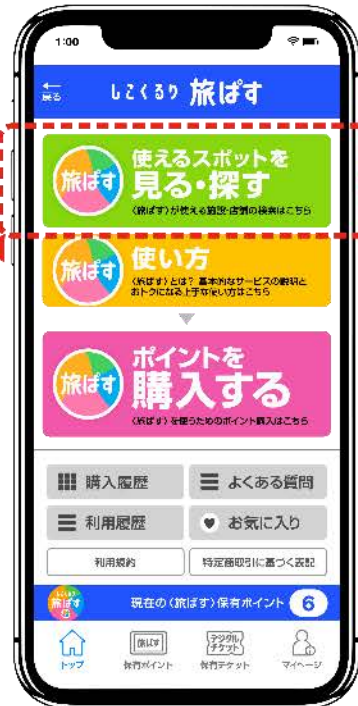 1:00
戻る
しこくるり 旅ぱす
旅ぱす
使えるスポットを
見る・探す
〈旅ぱす〉が使える施設・店舗の検索はこちら
旅ぱす
使い方
〈旅ぱす〉とは? 基本的なサービスの説明と
おトクになる上手な使い方はこちら
旅ぱす
ポイントを
購入する
〈旅ぱす〉を使うためのポイント購入はこちら
購入履歴
よくある質問
利用履歴
お気に入り
利用規約
特定商取引に基づく表記
旅ぱす
現在の〈旅ぱす〉保有ポイント 6
トップ
旅ぱす
保有ポイント
デジタル
チケット
保有チケット
マイページ